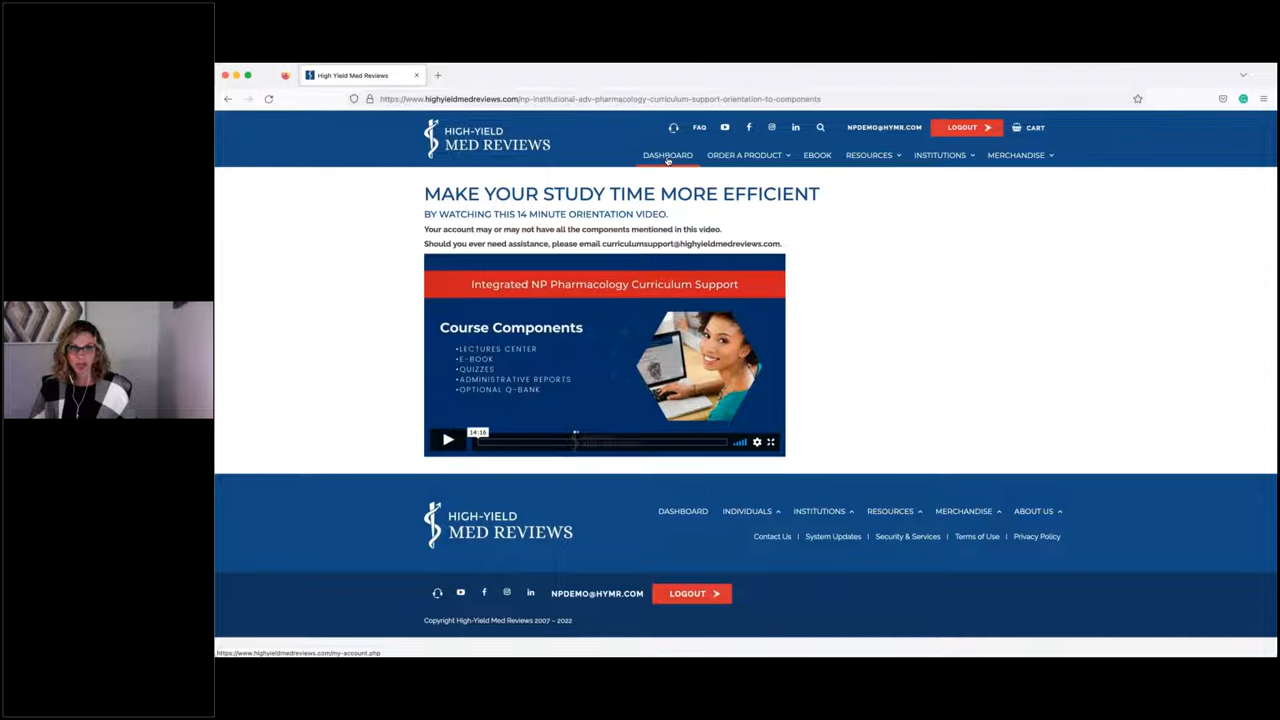 High Yield Med Reviews
https://www.highyieldmedreviews.com/np-institutional-adv-pharmacology-curriculum-support-orientation-to-components
HIGH-YIELD
MED REVIEWS
FAQ
NPDEMO@HYMR.COM
LOGOUT
CART
DASHBOARD
ORDER A PRODUCT
EBOOK
RESOURCES
INSTITUTIONS
MERCHANDISE
MAKE YOUR STUDY TIME MORE EFFICIENT
BY WATCHING THIS 14 MINUTE ORIENTATION VIDEO.
Your account may or may not have all the components mentioned in this video.
Should you ever need assistance, please email curriculumsupport@highyieldmedreviews.com.
Integrated NP Pharmacology Curriculum Support
Course Components
•LECTURES CENTER
•E-BOOK
•QUIZZES
•ADMINISTRATIVE REPORTS
•OPTIONAL Q-BANK
14:16
HIGH-YIELD
MED REVIEWS
DASHBOARD
INDIVIDUALS
INSTITUTIONS
RESOURCES
MERCHANDISE
ABOUT US
Contact Us | System Updates | Security & Services | Terms of Use | Privacy Policy
NPDEMO@HYMR.COM
LOGOUT
Copyright High-Yield Med Reviews 2007 – 2022
https://www.highyieldmedreviews.com/my-account.php